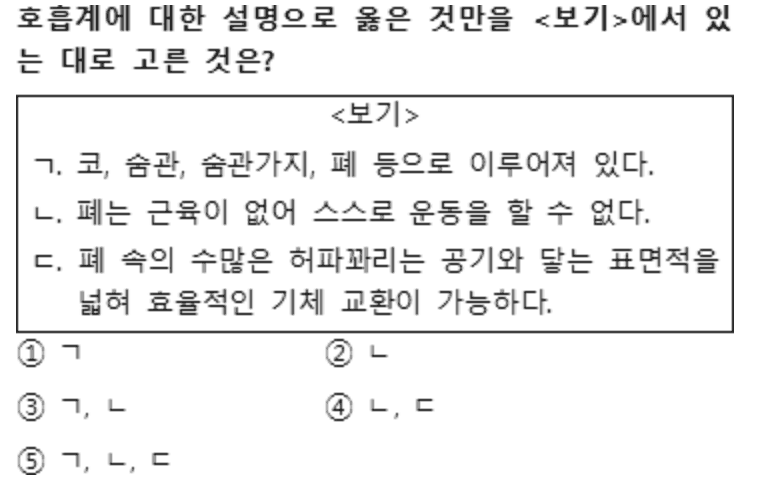 호흡계에 대한 설명으로 옳은 것만을 <보기>에서 있
는 대로 고른 것은?
<보기>
ㄱ. 코, 숨관, 숨관가지, 폐 등으로 이루어져 있다.
ㄴ. 폐는 근육이 없어 스스로 운동을 할 수 없다.
ㄷ. 폐 속의 수많은 허파꽈리는 공기와 닿는 표면적을
넓혀 효율적인 기체 교환이 가능하다.
① ㄱ ② ㄴ
③ ㄱ, ㄴ ④ ㄴ, ㄷ
⑤ ㄱ, ㄴ, ㄷ